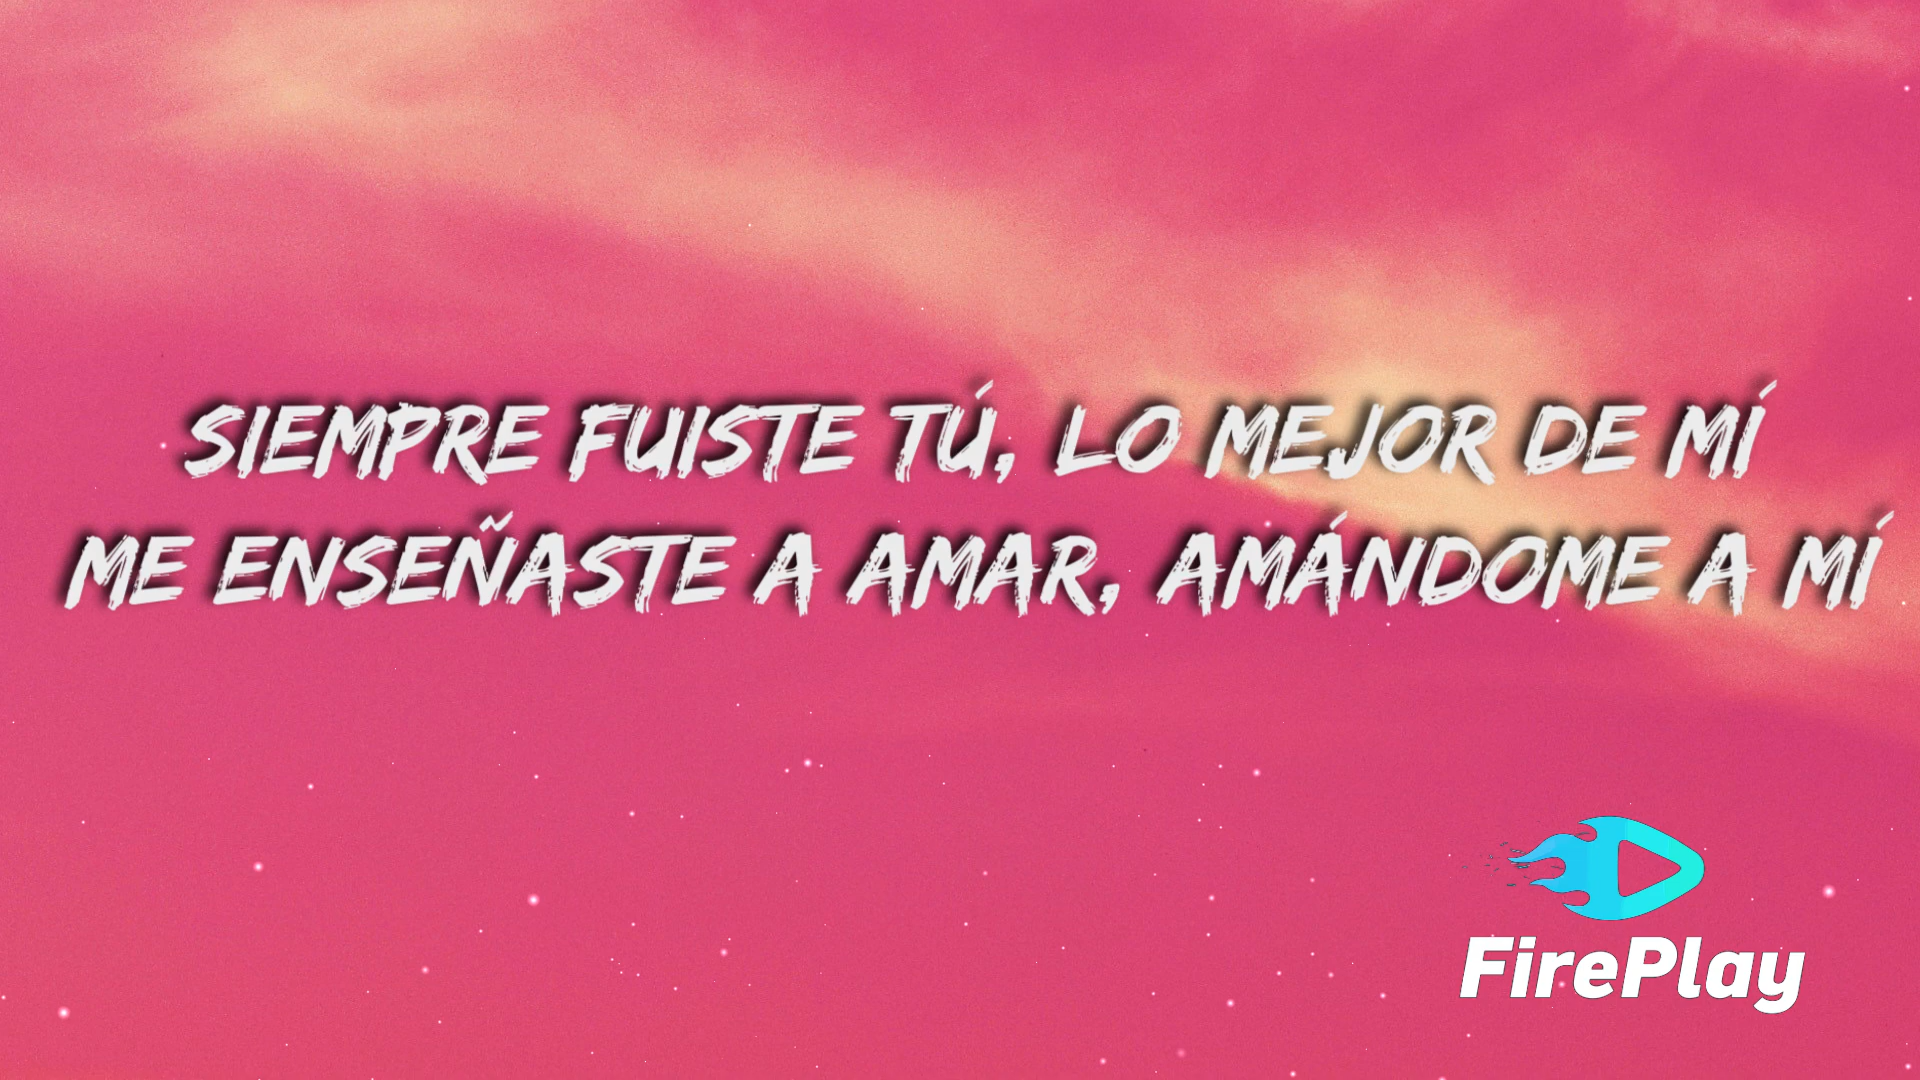 SIEMPRE FUISTE TÚ, LO MEJOR DE MÍ
ME ENSEÑASTE A AMAR, AMÁNDOME A MÍ
FirePlay